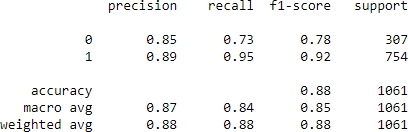 precision recall f1-score support
0 0.85 0.73 0.78 307
1 0.89 0.95 0.92 754
accuracy 0.88 1061
macro avg 0.87 0.84 0.85 1061
weighted avg 0.88 0.88 0.88 1061